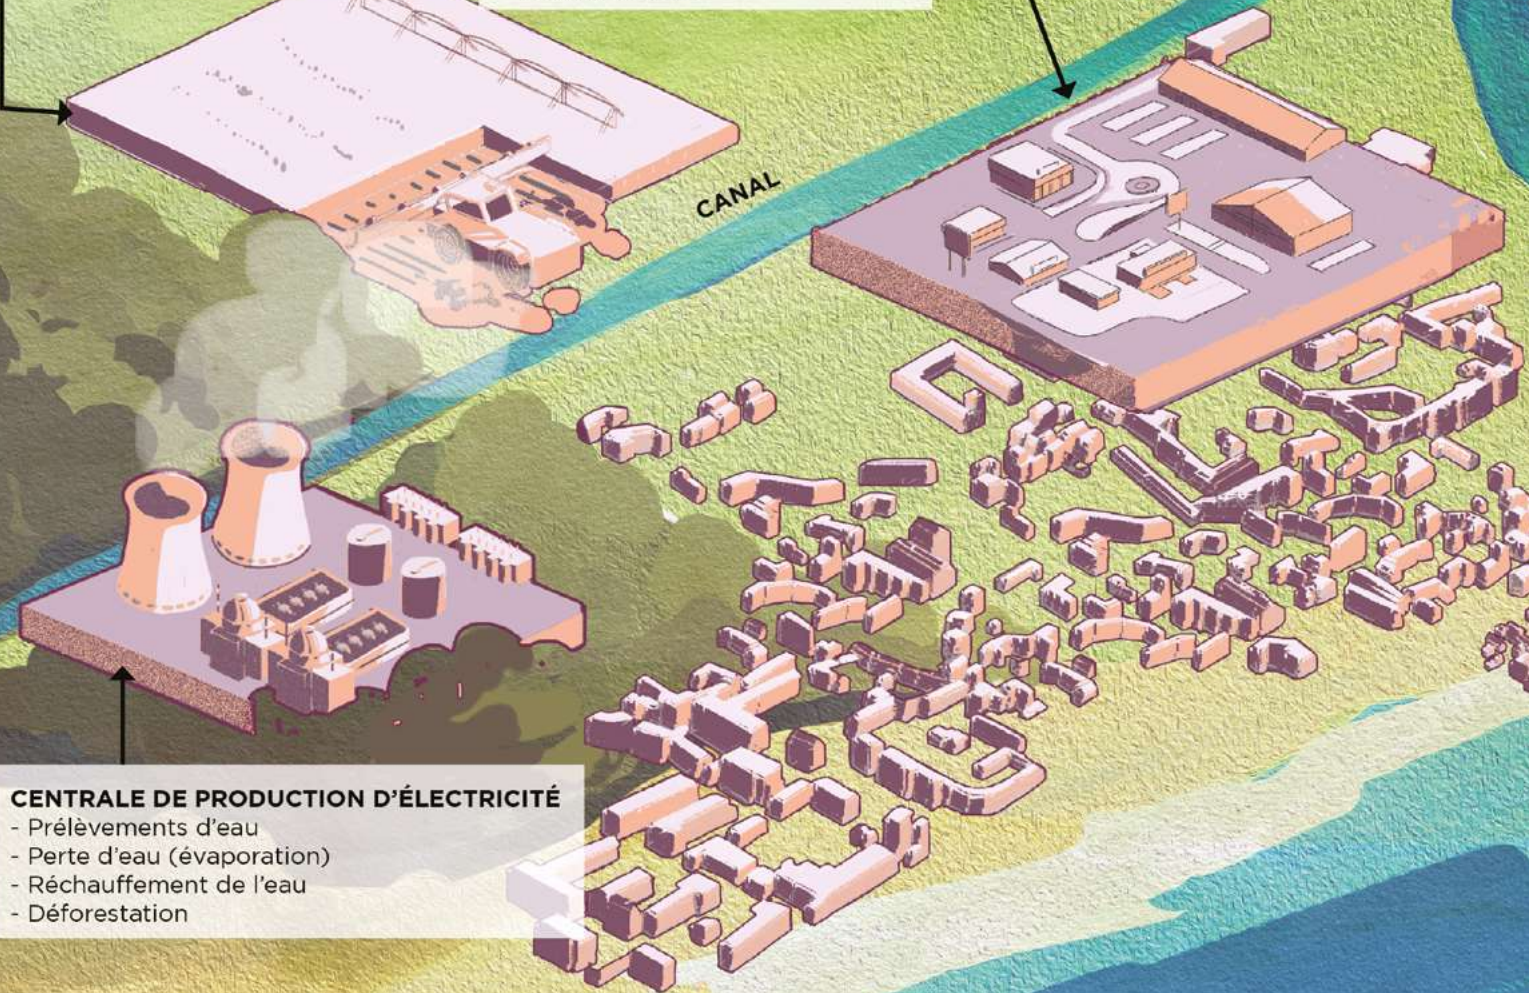 CANAL
CENTRALE DE PRODUCTION D'ÉLECTRICITÉ
- Prélèvements d'eau
- Perte d'eau (évaporation)
- Réchauffement de l'eau
- Déforestation